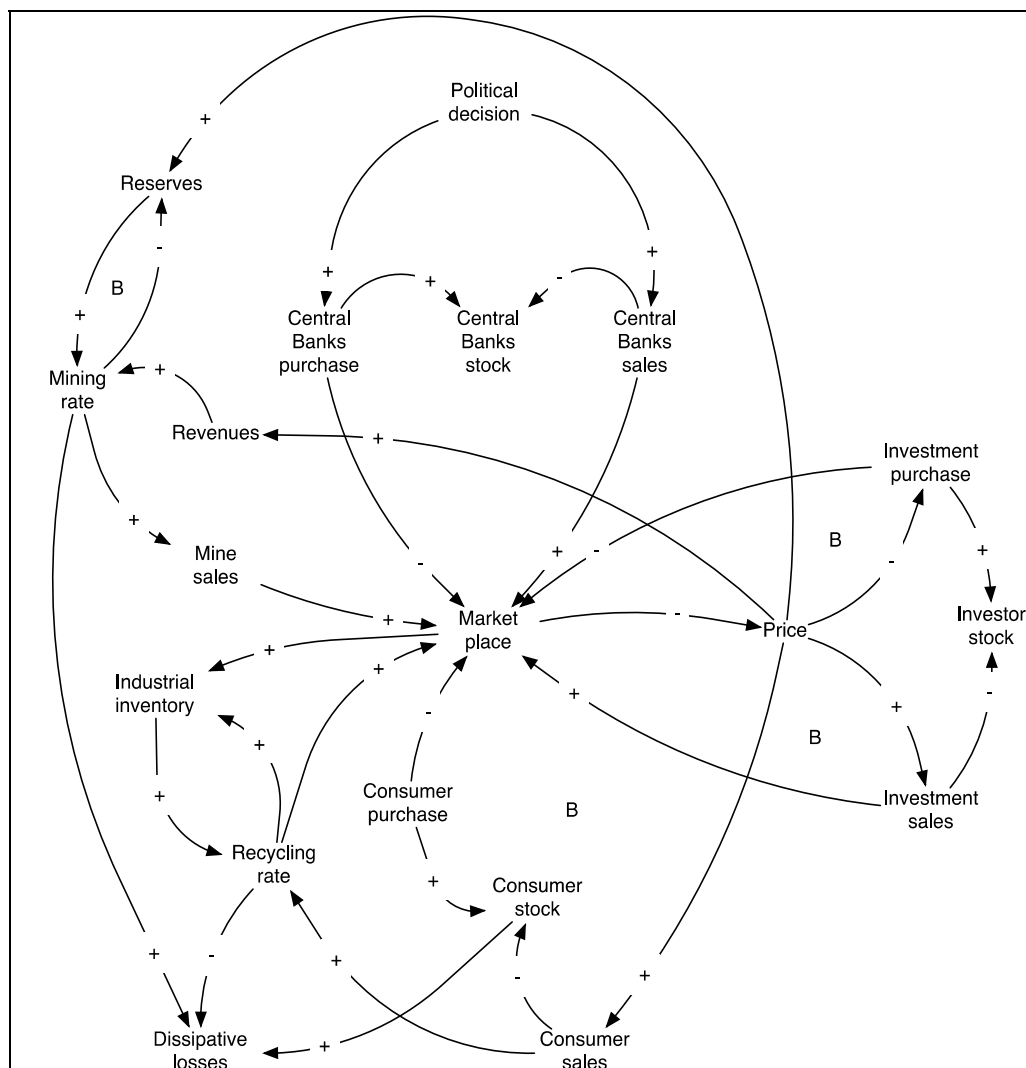 Political
decision
+
Reserves
-
+
+
B
+
-
+
Central
Banks
purchase
Central
Banks
stock
Central
Banks
sales
+
Mining
rate
+
Revenues
+
Investment
purchase
+
Mine
sales
-
+
-
B
-
+
+
Market
place
-
Price
Investor
stock
+
+
Industrial
inventory
+
-
+
+
-
+
B
+
Consumer
purchase
Investment
sales
B
Recycling
rate
+
Consumer
stock
+
-
+
-
+
Dissipative
losses
+
Consumer
sales